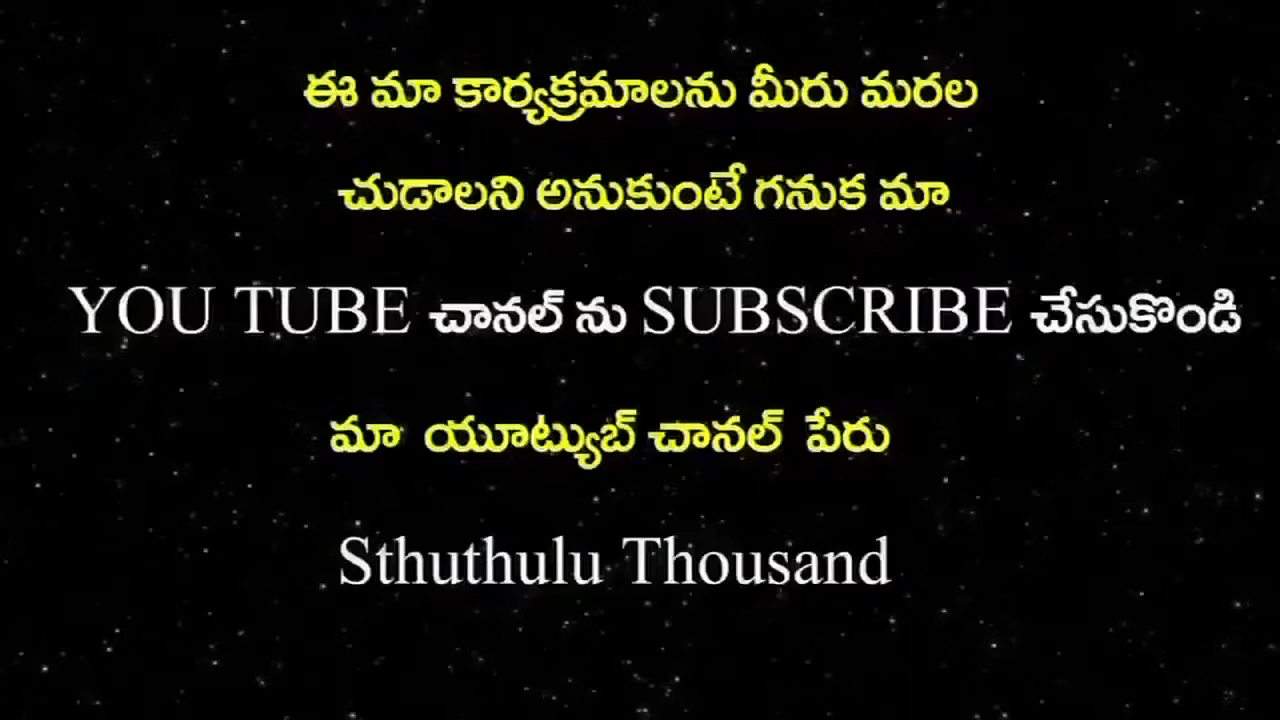 ఈ మా కార్యక్రమాలను మీరు మరల
చుడాలని అనుకుంటే గనుక మా
YOU TUBE చానల్ ను SUBSCRIBE చేసుకొండి
మా యూట్యుబ్ చానల్ పేరు
Sthuthulu Thousand